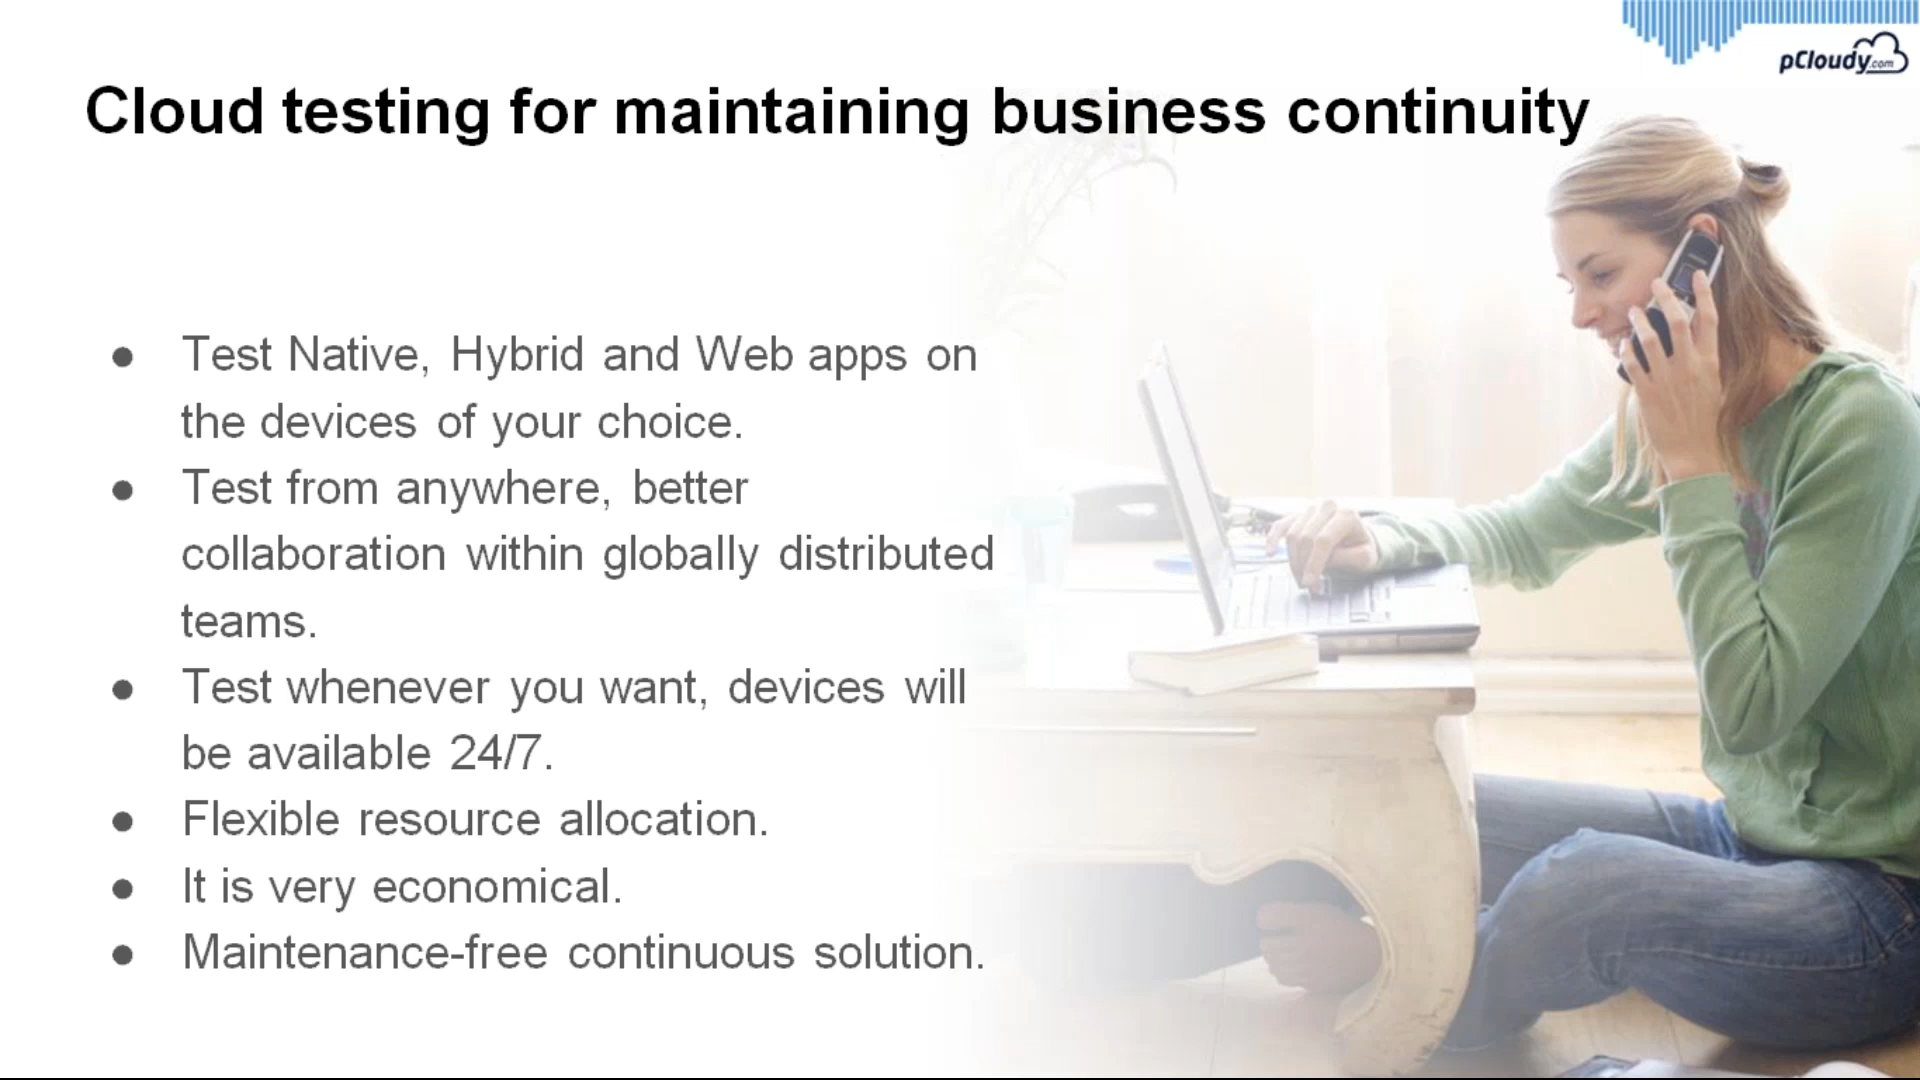 pCloudy.com
Cloud testing for maintaining business continuity
● Test Native, Hybrid and Web apps on
the devices of your choice.
● Test from anywhere, better
collaboration within globally distributed
teams.
● Test whenever you want, devices will
be available 24/7.
● Flexible resource allocation.
● It is very economical.
● Maintenance-free continuous solution.